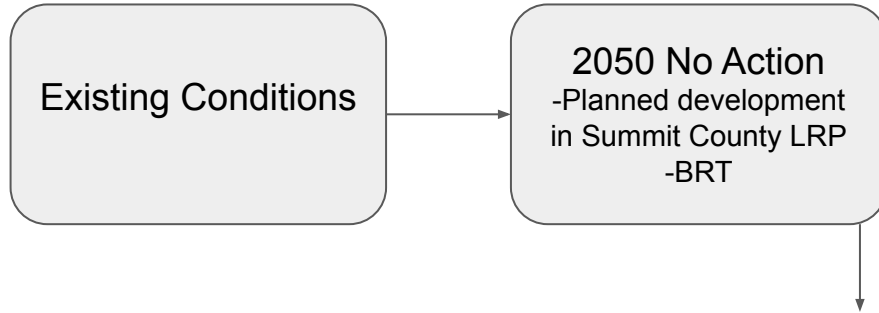 Existing Conditions
2050 No Action
-Planned development
in Summit County LRP
-BRT